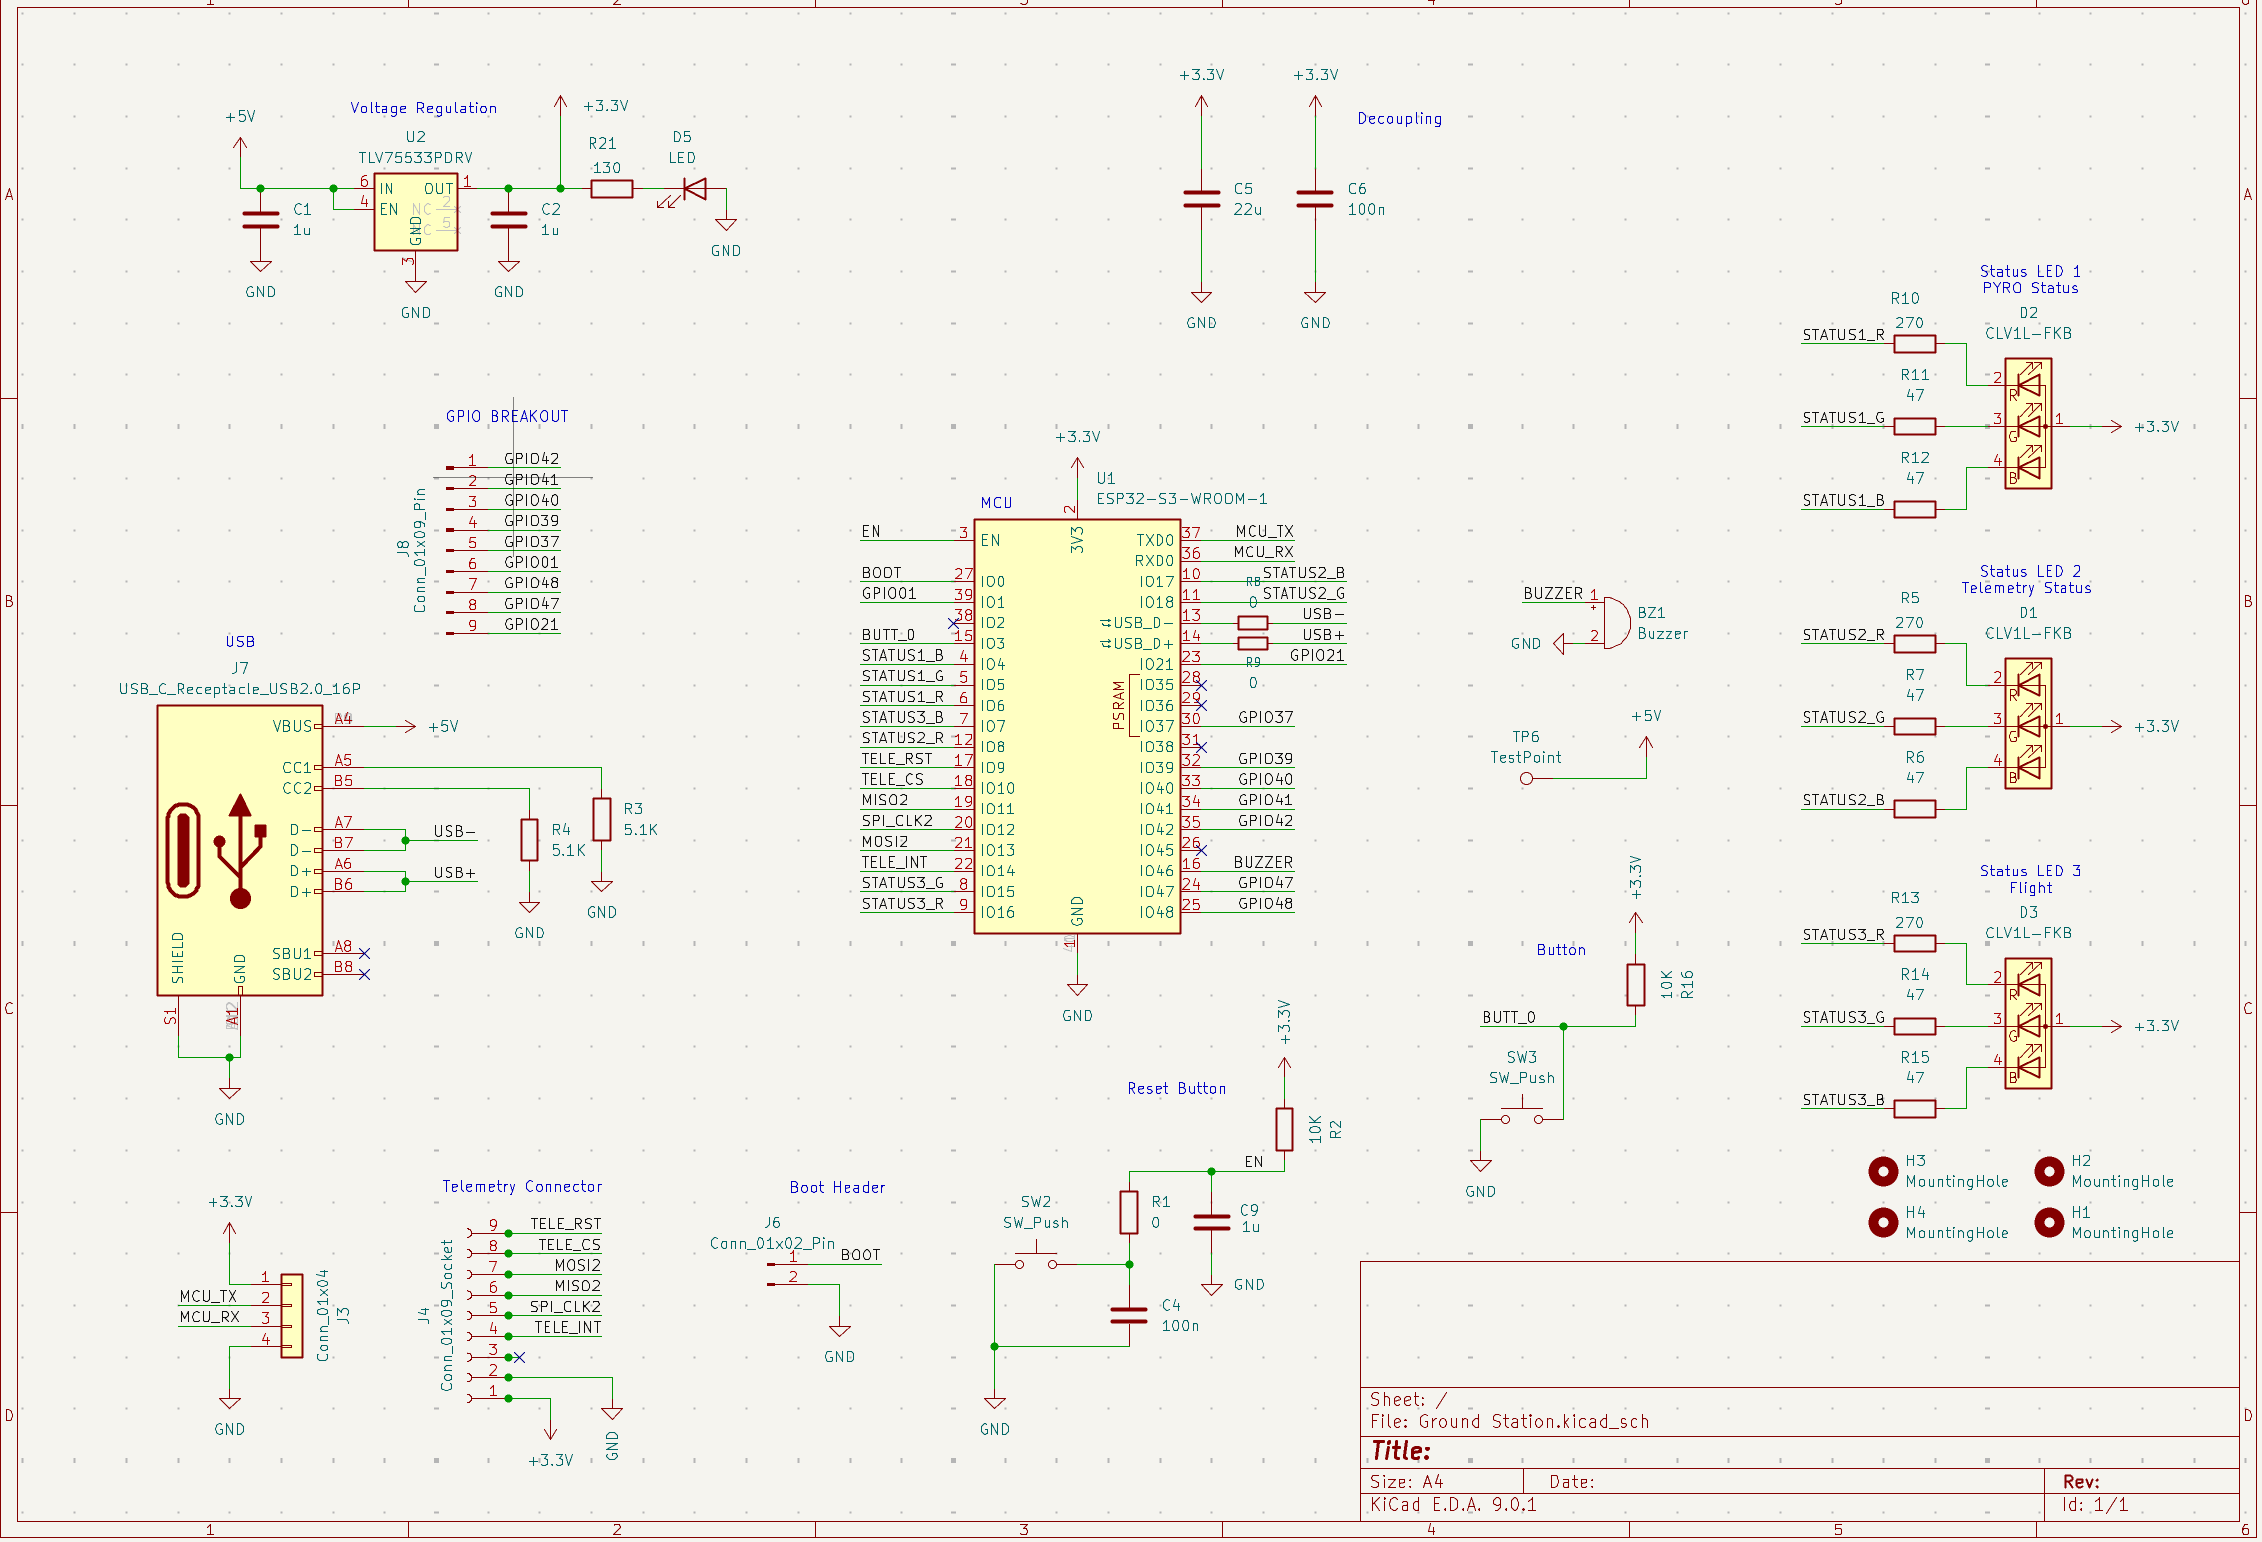 1
2
3
4
5
6
A
B
C
D
Voltage Regulation
+5V
U2
TLV75533PDRV
6 IN
4 EN
OUT 1
NC 2
5
GND
3
C1
1u
GND
GND
C2
1u
GND
+3.3V
R21
130
D5
LED
GND
+3.3V
C5
22u
GND
+3.3V
C6
100n
GND
Decoupling
GPIO BREAKOUT
J8
Conn_01x09_Pin
1 GPIO42
2 GPIO41
3 GPIO40
4 GPIO39
5 GPIO37
6 GPIO01
7 GPIO48
8 GPIO47
9 GPIO21
USB
J7
USB_C_Receptacle_USB2.0_16P
VBUS A4 +5V
CC1 A5
CC2 B5
D- A7
D- B7
D+ A6
D+ B6
SBU1 A8
SBU2 B8
SHIELD
GND
S1
A1
GND
USB-
USB+
R4
5.1K
GND
R3
5.1K
GND
MCU
+3.3V
U1
ESP32-S3-WROOM-1
2
3V3
EN 3 EN
BOOT 27 IO0
GPIO01 39 IO1
38 IO2
BUTT_0 15 IO3
STATUS1_B 4 IO4
STATUS1_G 5 IO5
STATUS1_R 6 IO6
STATUS3_B 7 IO7
STATUS2_R 12 IO8
TELE_RST 17 IO9
TELE_CS 18 IO10
MISO2 19 IO11
SPI_CLK2 20 IO12
MOSI2 21 IO13
TELE_INT 22 IO14
STATUS3_G 8 IO15
STATUS3_R 9 IO16
TXD0 37 MCU_TX
RXD0 36 MCU_RX
IO17 10 STATUS2_B
IO18 11 STATUS2_G
USB_D- 13 USB-
USB_D+ 14 USB+
IO21 23 GPIO21
IO35 28
IO36 29
IO37 30 GPIO37
IO38 31
IO39 32 GPIO39
IO40 33 GPIO40
IO41 34 GPIO41
IO42 35 GPIO42
IO45 26
IO46 16 BUZZER
IO47 24 GPIO47
IO48 25 GPIO48
PSRAM
R8
0
R9
0
GND
1
GND
BUZZER 1
+
GND 2
BZ1
Buzzer
TP6
TestPoint
+5V
Button
+3.3V
10K
R16
BUTT_0
SW3
SW_Push
GND
Status LED 1
PYRO Status
D2
CLV1L-FKB
R10
270
STATUS1_R
R11
47
STATUS1_G
R12
47
STATUS1_B
2
R
3
G
4
B
1
+3.3V
Status LED 2
Telemetry Status
D1
CLV1L-FKB
R5
270
STATUS2_R
R7
47
STATUS2_G
R6
47
STATUS2_B
2
R
3
G
4
B
1
+3.3V
Status LED 3
Flight
D3
CLV1L-FKB
R13
270
STATUS3_R
R14
47
STATUS3_G
R15
47
STATUS3_B
2
R
3
G
4
B
1
+3.3V
H3
MountingHole
H2
MountingHole
H4
MountingHole
H1
MountingHole
+3.3V
1
MCU_TX 2
MCU_RX 3
4
Conn_01x04
J3
GND
Telemetry Connector
J4
Conn_01x09_Socket
9 TELE_RST
8 TELE_CS
7 MOSI2
6 MISO2
5 SPI_CLK2
4 TELE_INT
3
2
1
GND
+3.3V
Boot Header
J6
Conn_01x02_Pin
1 BOOT
2
GND
Reset Button
+3.3V
10K
R2
EN
SW2
SW_Push
R1
0
C9
1u
GND
C4
100n
GND
Sheet: /
File: Ground Station.kicad_sch
Title:
Size: A4
Date:
Rev:
KiCad E.D.A. 9.0.1
Id: 1/1
1
2
3
4
5
6
A
B
C
D